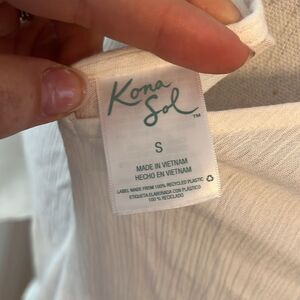 Kona
Sol™
S
MADE IN VIETNAM
HECHO EN VIETNAM
LABEL MADE FROM 100% RECYCLED PLASTIC
ETIQUETA ELABORADA CON PLÁSTICO
100 % RECICLADO